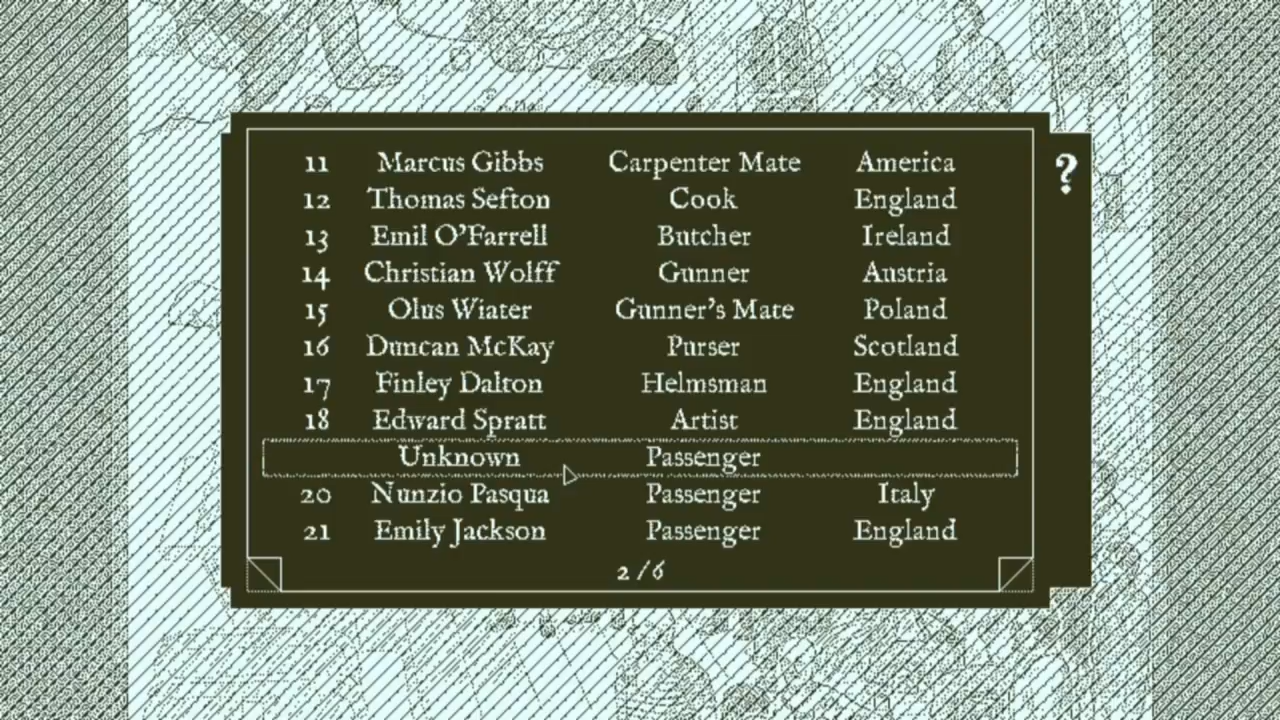 11 Marcus Gibbs Carpenter Mate America
?
12 Thomas Sefton Cook England
13 Emil O'Farrell Butcher Ireland
14 Christian Wolff Gunner Austria
15 Olus Wiater Gunner's Mate Poland
16 Duncan McKay Purser Scotland
17 Finley Dalton Helmsman England
18 Edward Spratt Artist England
Unknown Passenger
20 Nunzio Pasqua Passenger Italy
21 Emily Jackson Passenger England
2/6